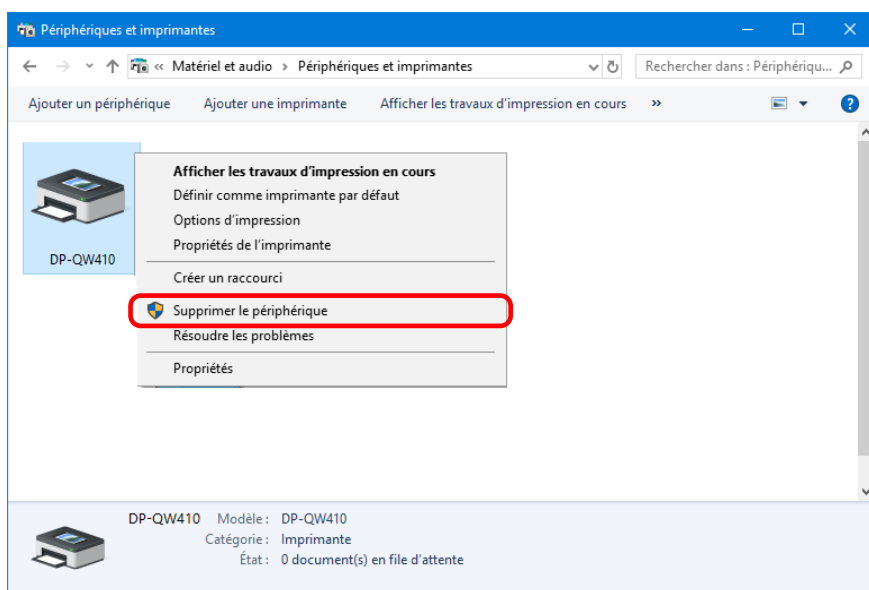 Périphériques et imprimantes
« Matériel et audio > Périphériques et imprimantes
Rechercher dans : Périphériqu...
Ajouter un périphérique Ajouter une imprimante Afficher les travaux d'impression en cours »
Afficher les travaux d'impression en cours
Définir comme imprimante par défaut
Options d'impression
Propriétés de l'imprimante
DP-QW410
Créer un raccourci
Supprimer le périphérique
Résoudre les problèmes
Propriétés
DP-QW410 Modèle : DP-QW410
Catégorie : Imprimante
État : 0 document(s) en file d'attente